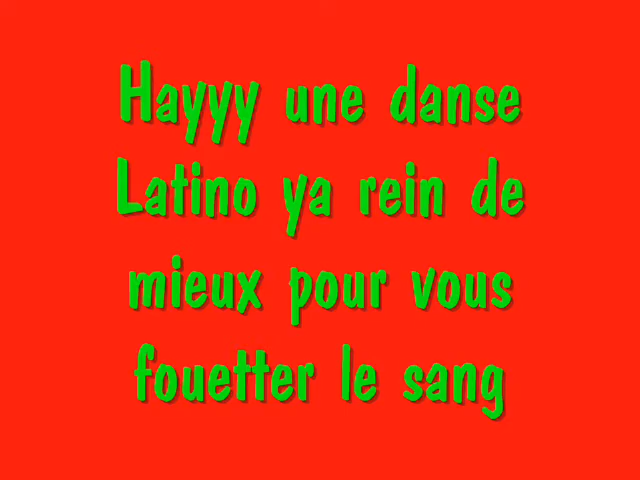 Hayyy une danse
Latino ya rein de
mieux pour vous
fouetter le sang